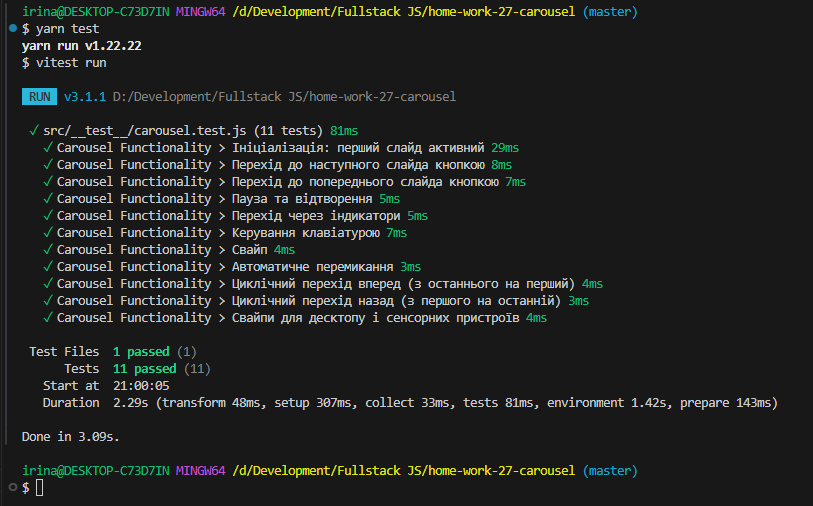 irina@DESKTOP-C73D7IN MINGW64 /d/Development/Fullstack JS/home-work-27-carousel (master)
$ yarn test
yarn run v1.22.22
$ vitest run
RUN v3.1.1 D:/Development/Fullstack JS/home-work-27-carousel
✓ src/__test__/carousel.test.js (11 tests) 81ms
✓ Carousel Functionality > Ініціалізація: перший слайд активний 29ms
✓ Carousel Functionality > Перехід до наступного слайда кнопкою 8ms
✓ Carousel Functionality > Перехід до попереднього слайда кнопкою 7ms
✓ Carousel Functionality > Пауза та відтворення 5ms
✓ Carousel Functionality > Перехід через індикатори 5ms
✓ Carousel Functionality > Керування клавіатурою 7ms
✓ Carousel Functionality > Свайп 4ms
✓ Carousel Functionality > Автоматичне перемикання 3ms
✓ Carousel Functionality > Циклічний перехід вперед (з останнього на перший) 4ms
✓ Carousel Functionality > Циклічний перехід назад (з першого на останній) 3ms
✓ Carousel Functionality > Свайпи для десктопу і сенсорних пристроїв 4ms
Test Files 1 passed (1)
Tests 11 passed (11)
Start at 21:00:05
Duration 2.29s (transform 48ms, setup 307ms, collect 33ms, tests 81ms, environment 1.42s, prepare 143ms)
Done in 3.09s.
irina@DESKTOP-C73D7IN MINGW64 /d/Development/Fullstack JS/home-work-27-carousel (master)
$